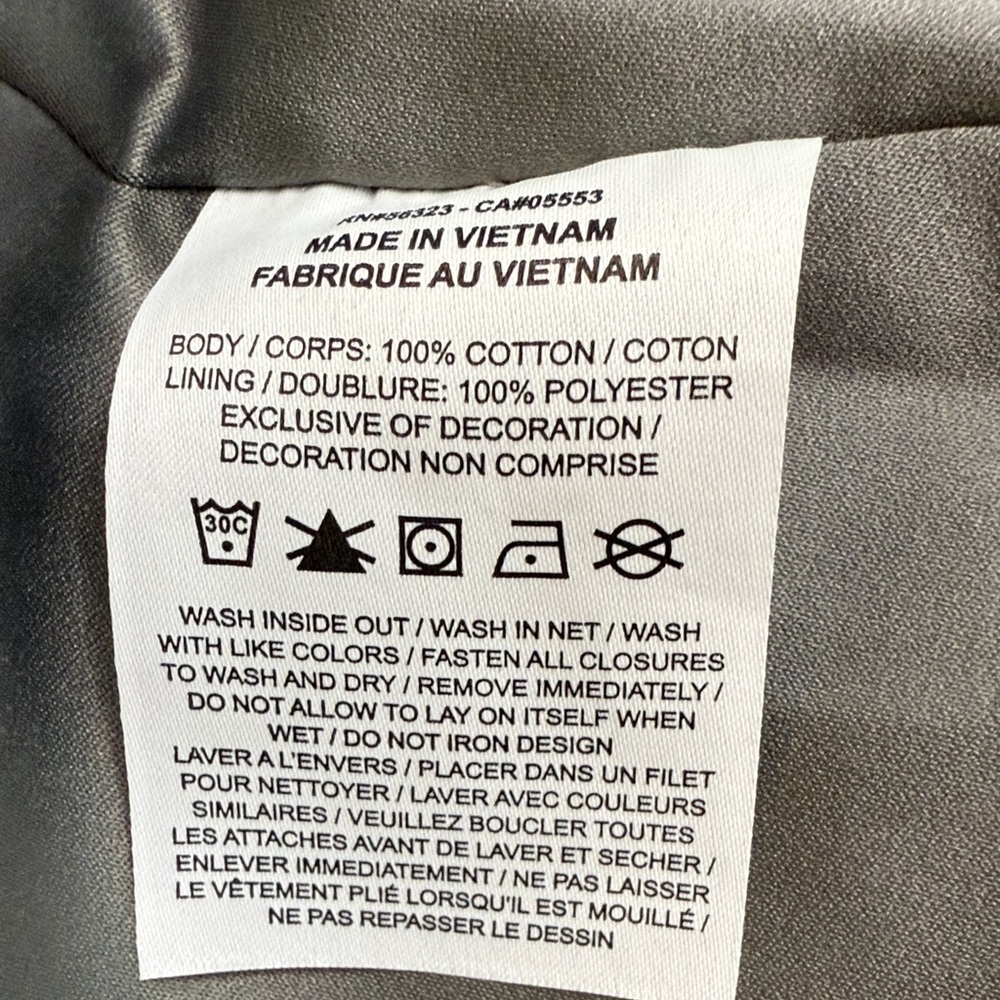 RN#56323 - CA#05553
MADE IN VIETNAM
FABRIQUE AU VIETNAM
BODY / CORPS: 100% COTTON / COTON
LINING / DOUBLURE: 100% POLYESTER
EXCLUSIVE OF DECORATION /
DECORATION NON COMPRISE
30C
WASH INSIDE OUT / WASH IN NET / WASH
WITH LIKE COLORS / FASTEN ALL CLOSURES
TO WASH AND DRY / REMOVE IMMEDIATELY /
DO NOT ALLOW TO LAY ON ITSELF WHEN
WET / DO NOT IRON DESIGN
LAVER A L'ENVERS / PLACER DANS UN FILET
POUR NETTOYER / LAVER AVEC COULEURS
SIMILAIRES / VEUILLEZ BOUCLER TOUTES
LES ATTACHES AVANT DE LAVER ET SECHER /
ENLEVER IMMEDIATEMENT / NE PAS LAISSER
LE VÊTEMENT PLIÉ LORSQU'IL EST MOUILLÉ /
NE PAS REPASSER LE DESSIN